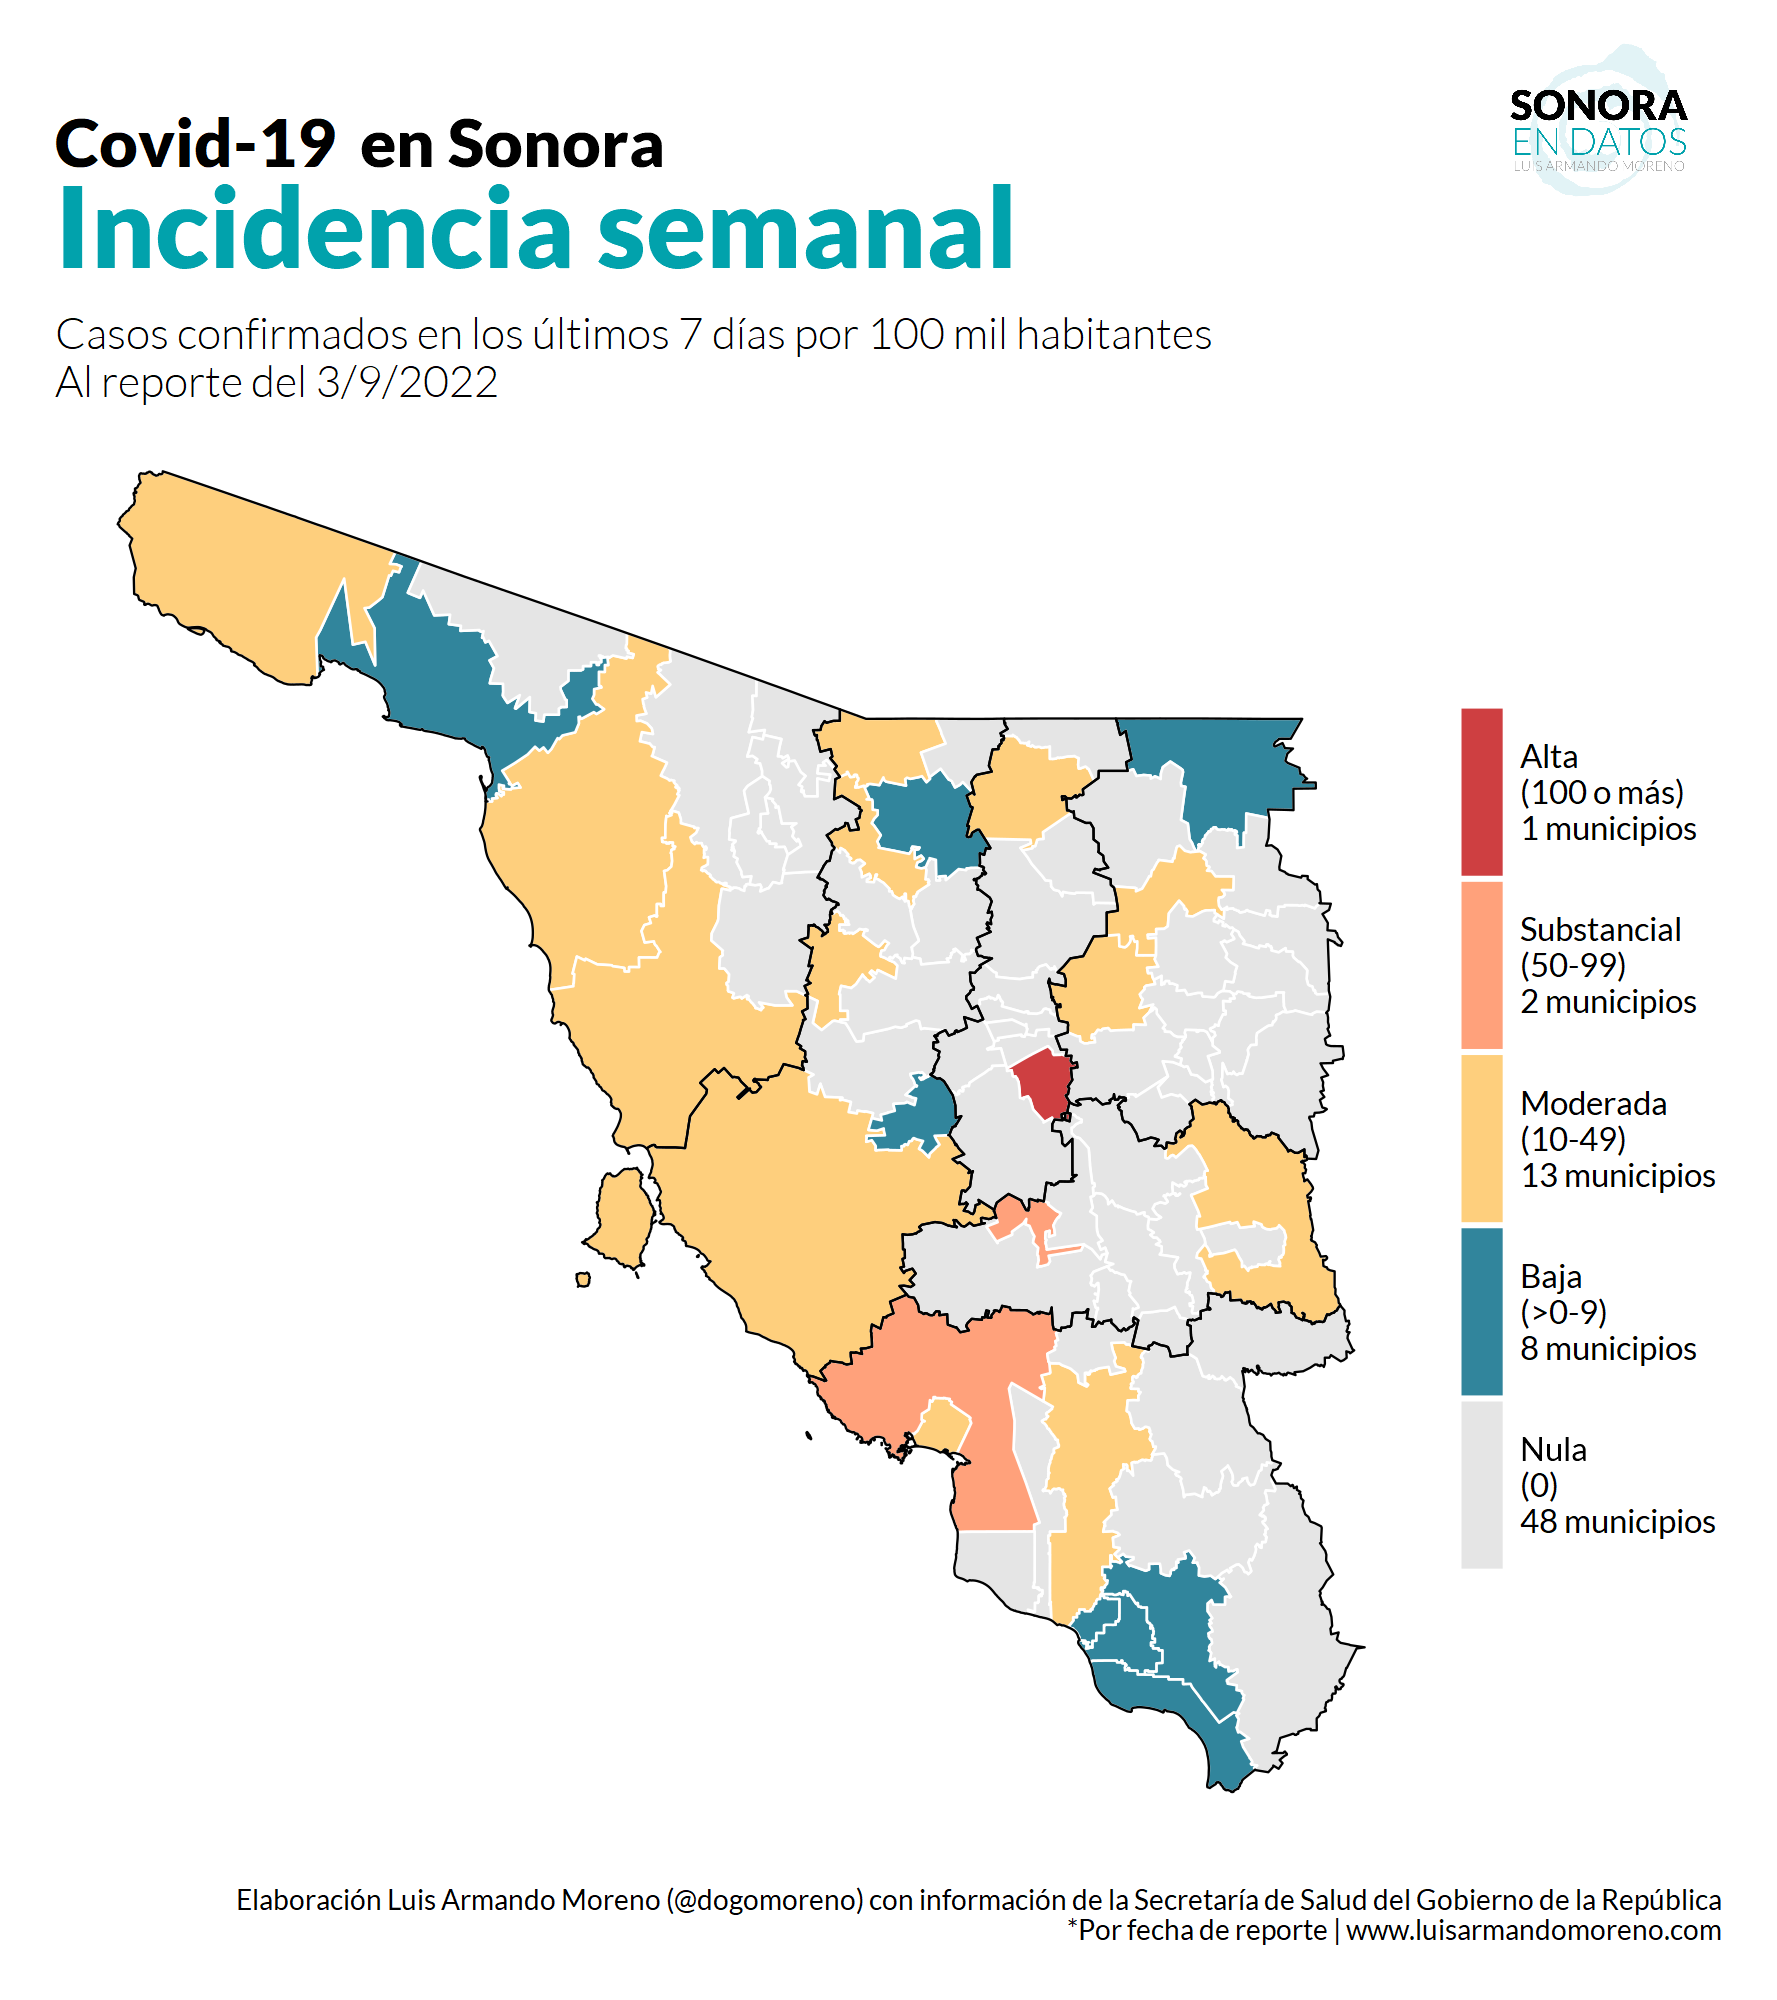 SONORA
EN DATOS
LUIS ARMANDO MORENO
Covid-19 en Sonora
Incidencia semanal
Casos confirmados en los últimos 7 días por 100 mil habitantes
Al reporte del 3/9/2022
Alta
(100 o más)
1 municipios
Substancial
(50-99)
2 municipios
Moderada
(10-49)
13 municipios
Baja
(>0-9)
8 municipios
Nula
(0)
48 municipios
Elaboración Luis Armando Moreno (@dogomoreno) con información de la Secretaría de Salud del Gobierno de la República
*Por fecha de reporte | www.luisarmandomoreno.com